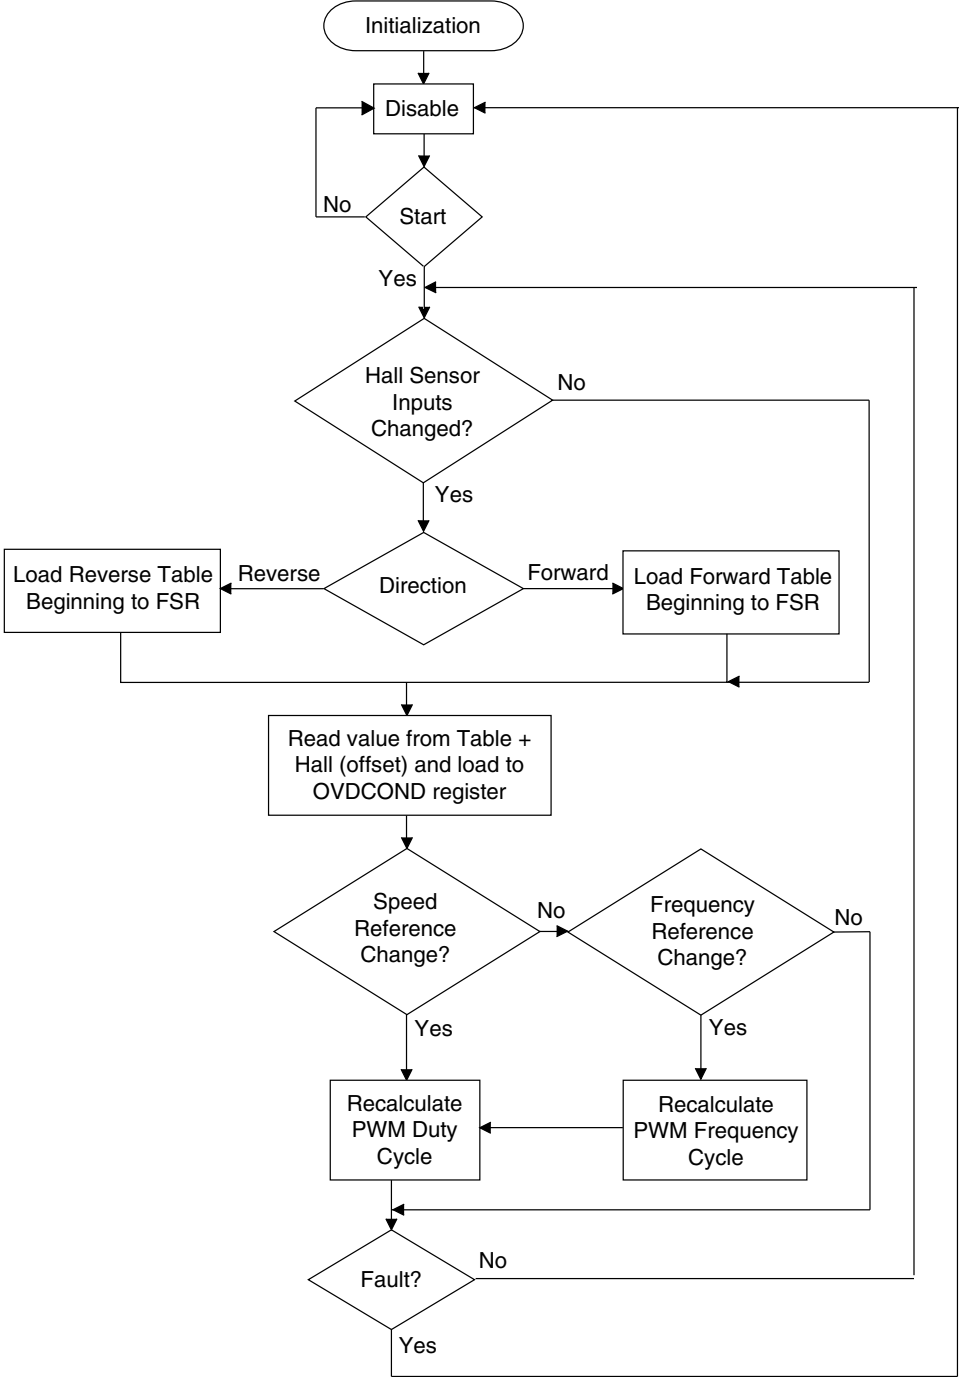 Initialization
Disable
No
Start
Yes
Hall Sensor
Inputs
Changed?
No
Yes
Load Reverse Table
Beginning to FSR
Reverse
Direction
Forward
Load Forward Table
Beginning to FSR
Read value from Table +
Hall (offset) and load to
OVDCOND register
Speed
Reference
Change?
No
Frequency
Reference
Change?
No
Yes
Yes
Recalculate
PWM Duty
Cycle
Recalculate
PWM Frequency
Cycle
Fault?
No
Yes